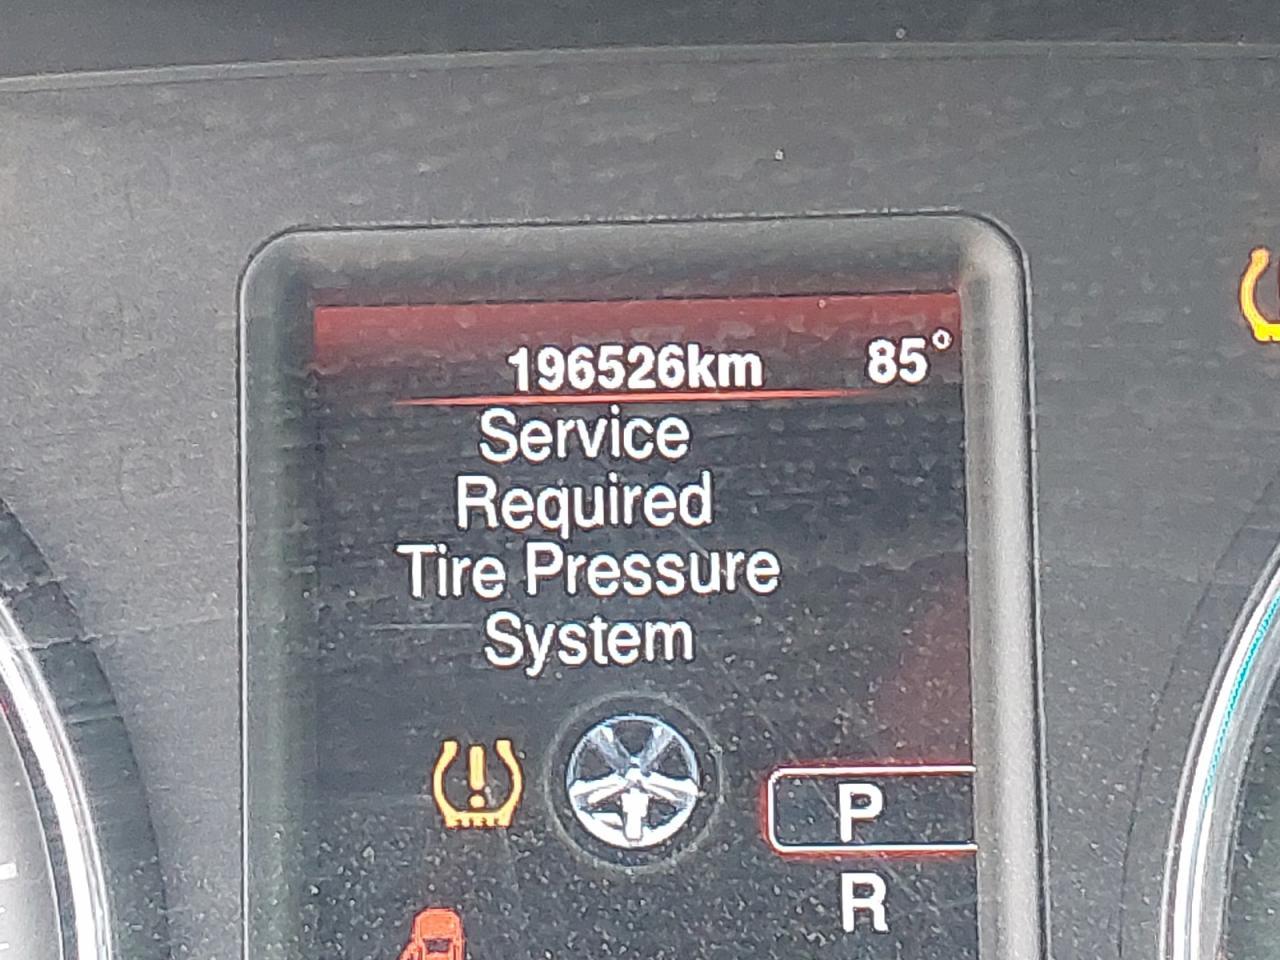 196526km 85°
Service
Required
Tire Pressure
System
P
R